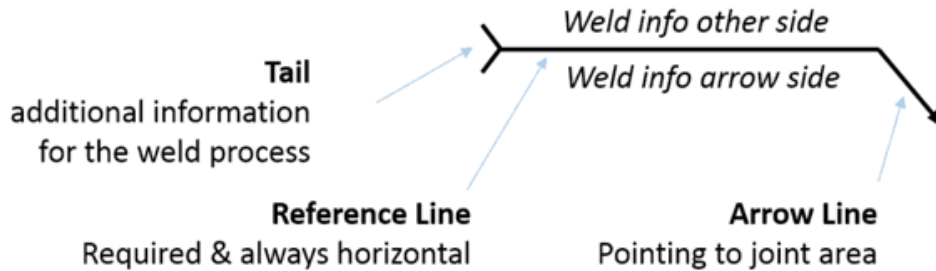 Weld info other side
Weld info arrow side
Tail
additional information
for the weld process
Reference Line
Required & always horizontal
Arrow Line
Pointing to joint area